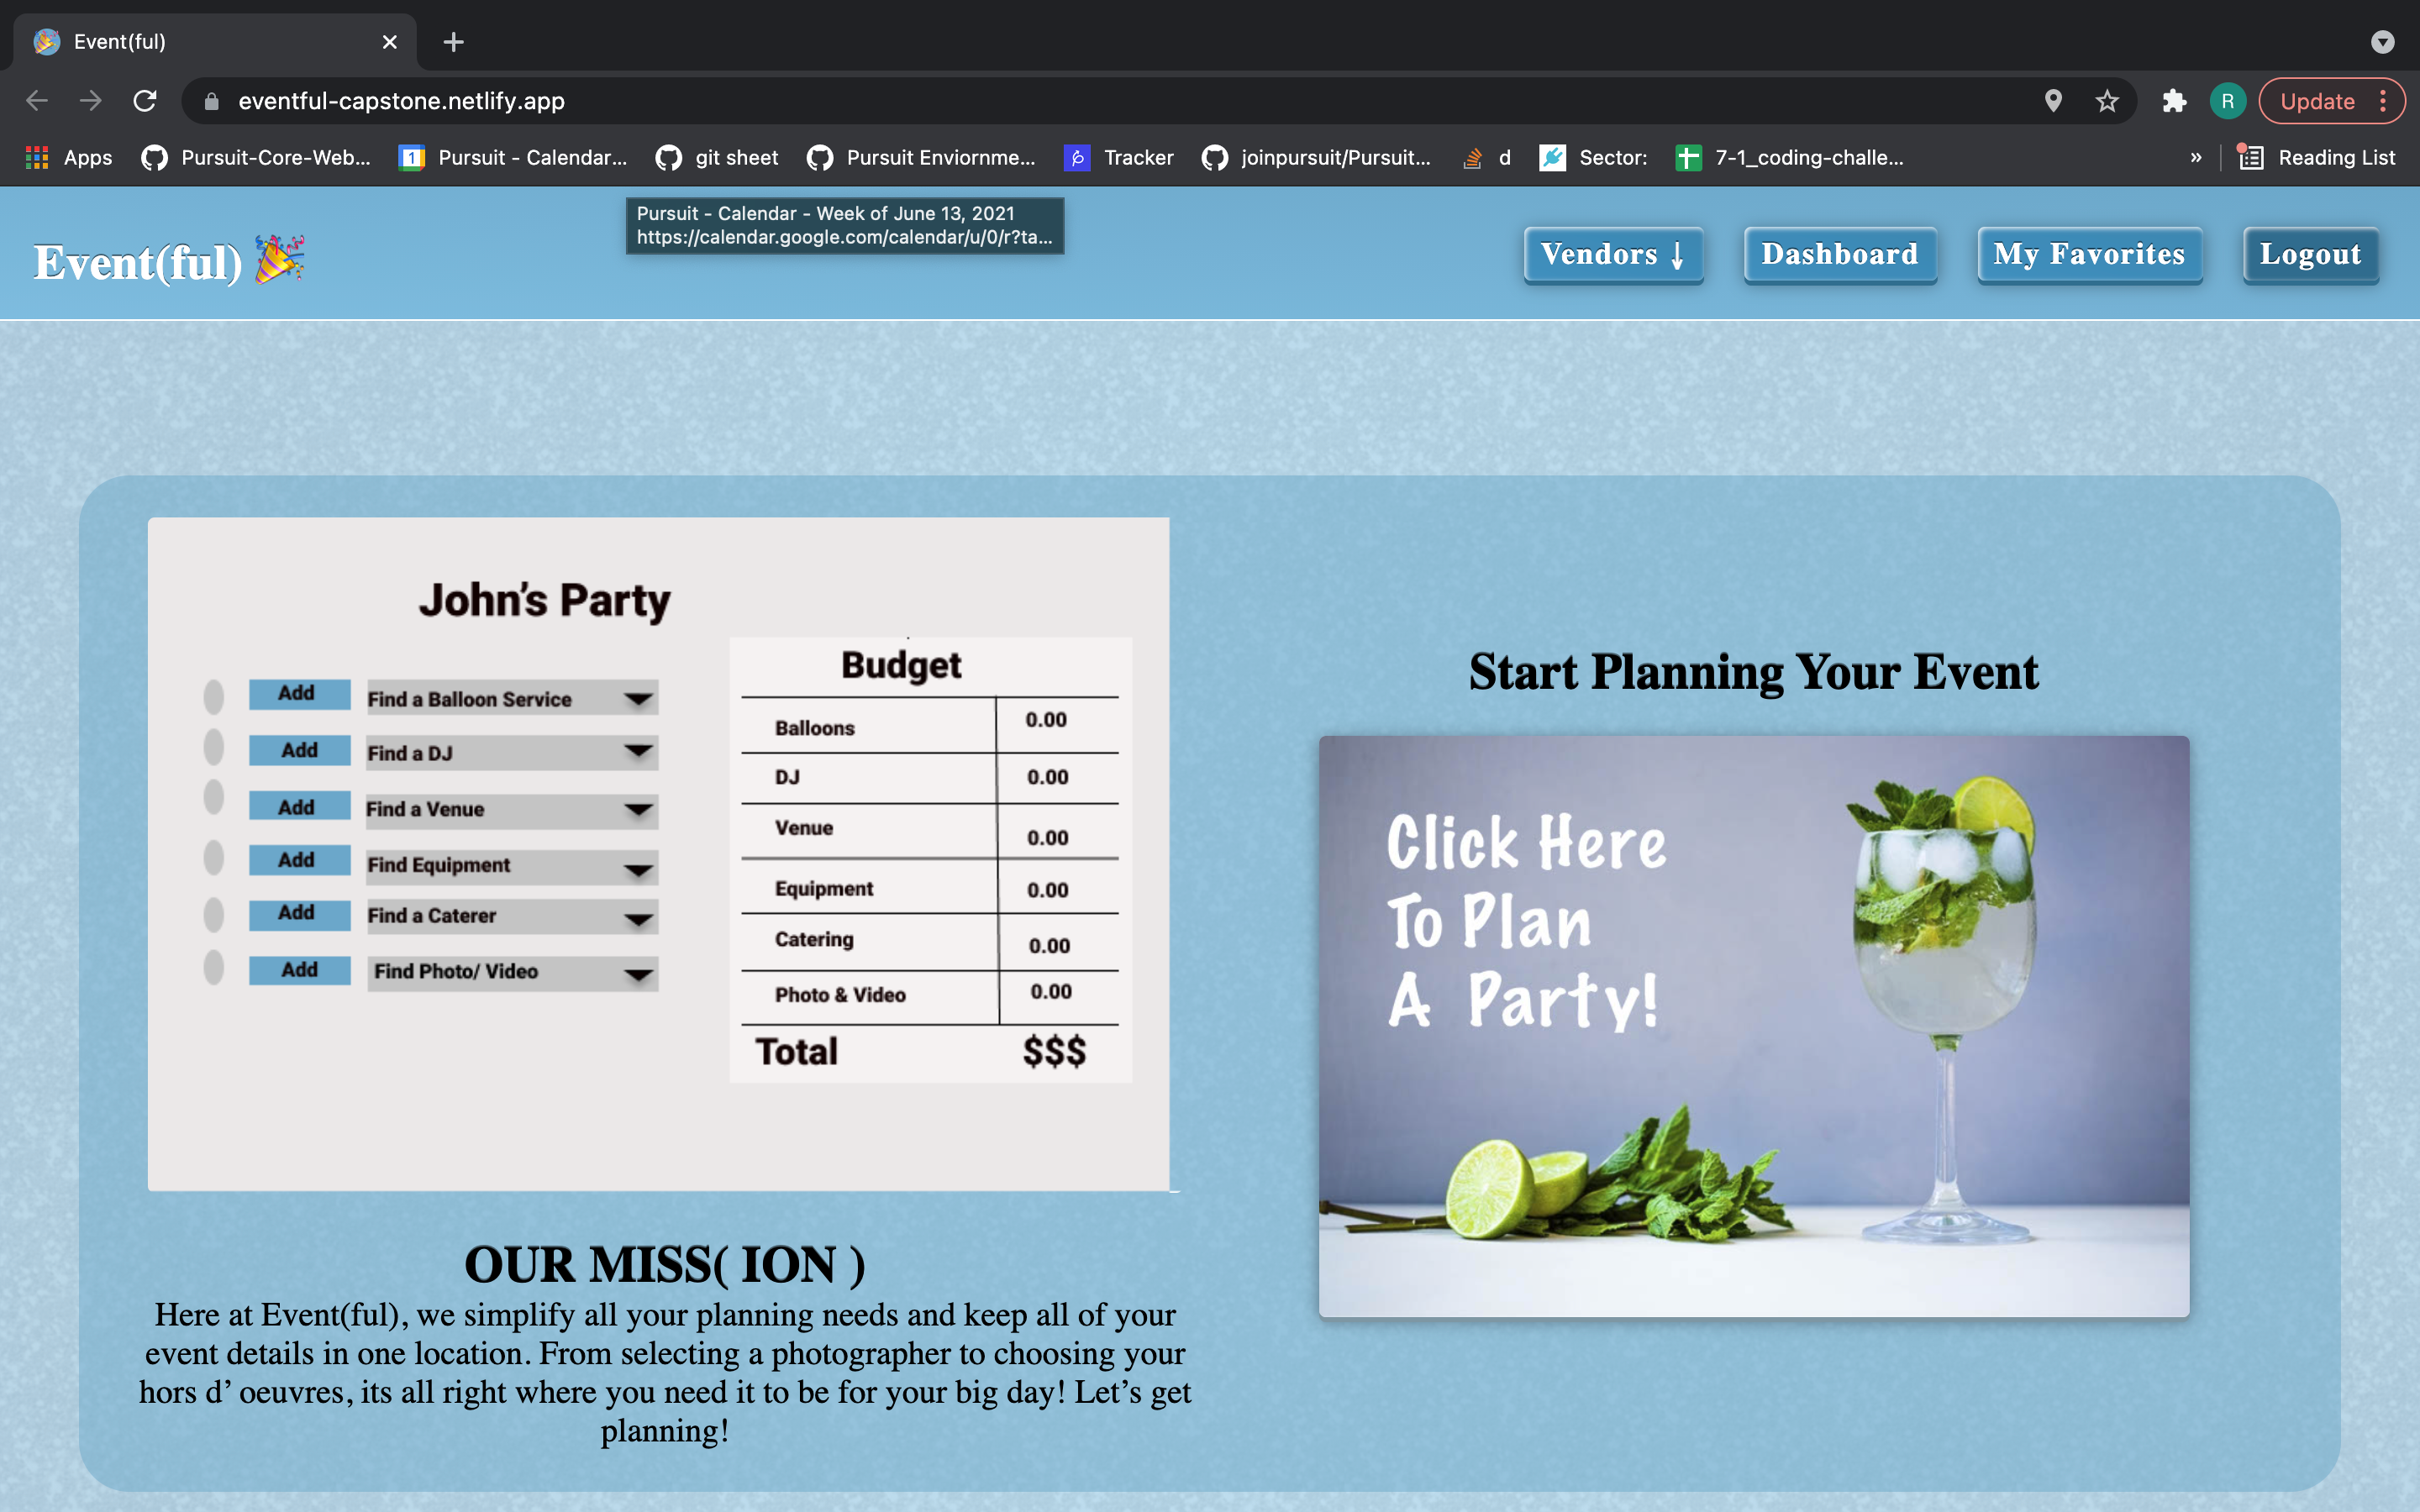 Event(ful)
eventful-capstone.netlify.app
R
Update
Apps
Pursuit-Core-Web...
1
Pursuit - Calendar...
git sheet
Pursuit Enviornme...
Tracker
joinpursuit/Pursuit...
d
Sector:
7-1_coding-challe...
»
Reading List
Pursuit - Calendar - Week of June 13, 2021
https://calendar.google.com/calendar/u/0/r?ta...
Event(ful)
Vendors ↓
Dashboard
My Favorites
Logout
John’s Party
Add Find a Balloon Service
Add Find a DJ
Add Find a Venue
Add Find Equipment
Add Find a Caterer
Add Find Photo/ Video
Budget
Balloons 0.00
DJ 0.00
Venue 0.00
Equipment 0.00
Catering 0.00
Photo & Video 0.00
Total $$$
OUR MISS( ION )
Here at Event(ful), we simplify all your planning needs and keep all of your
event details in one location. From selecting a photographer to choosing your
hors d’ oeuvres, its all right where you need it to be for your big day! Let’s get
planning!
Start Planning Your Event
Click Here
To Plan
A Party!